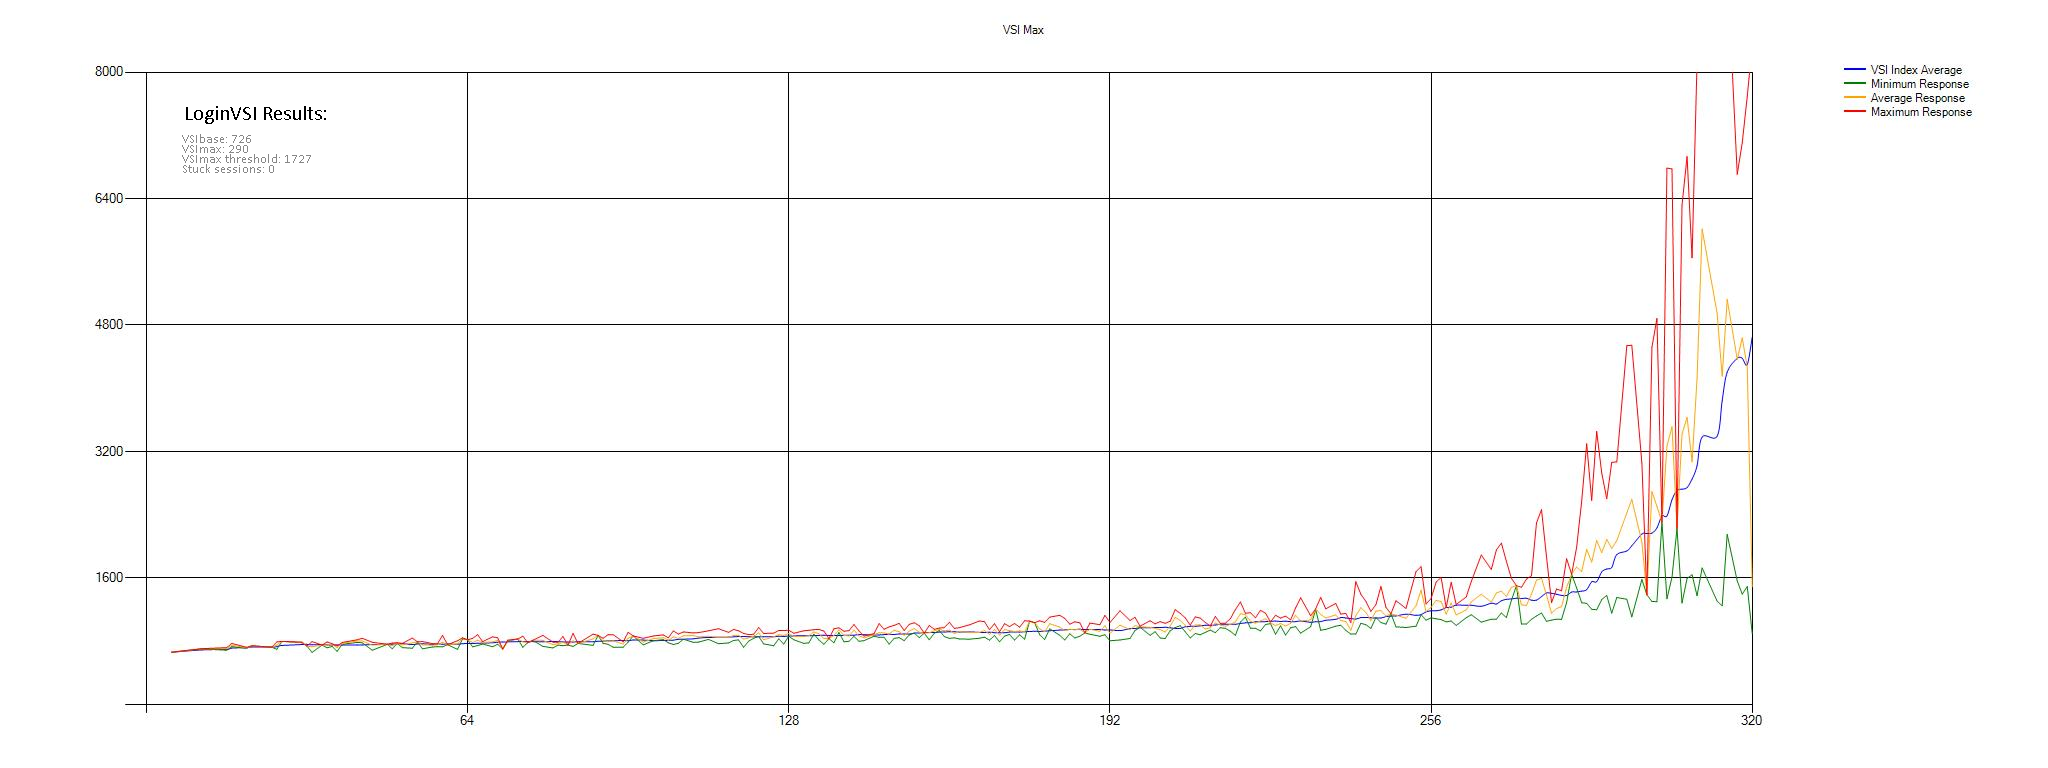 VSI Max
8000
6400
4800
3200
1600
64
128
192
256
320
LoginVSI Results:
VSIbase: 726
VSImax: 290
VSImax threshold: 1727
Stuck sessions: 0
VSI Index Average
Minimum Response
Average Response
Maximum Response